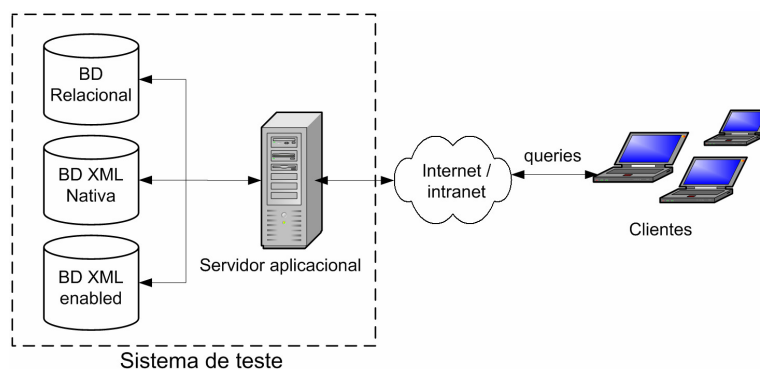 BD
Relacional
BD XML
Nativa
BD XML
enabled
Servidor aplicacional
Internet /
intranet
queries
Clientes
Sistema de teste